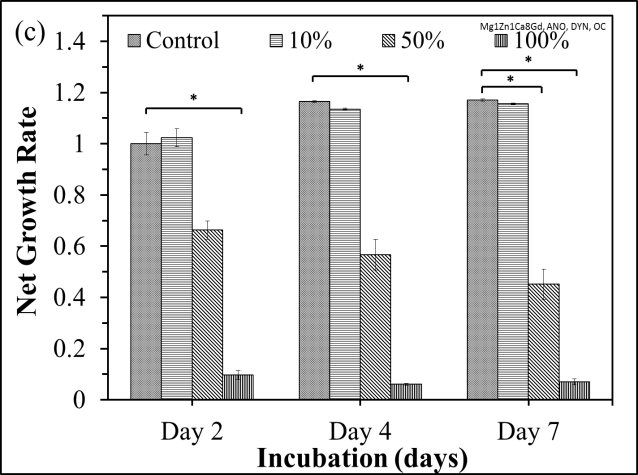 (c)
Mg1Zn1Ca8Gd, ANO, DYN, OC
Control 10% 50% 100%
1.4
1.2
1
0.8
0.6
0.4
0.2
0
Net Growth Rate
* * * *
Day 2 Day 4 Day 7
Incubation (days)